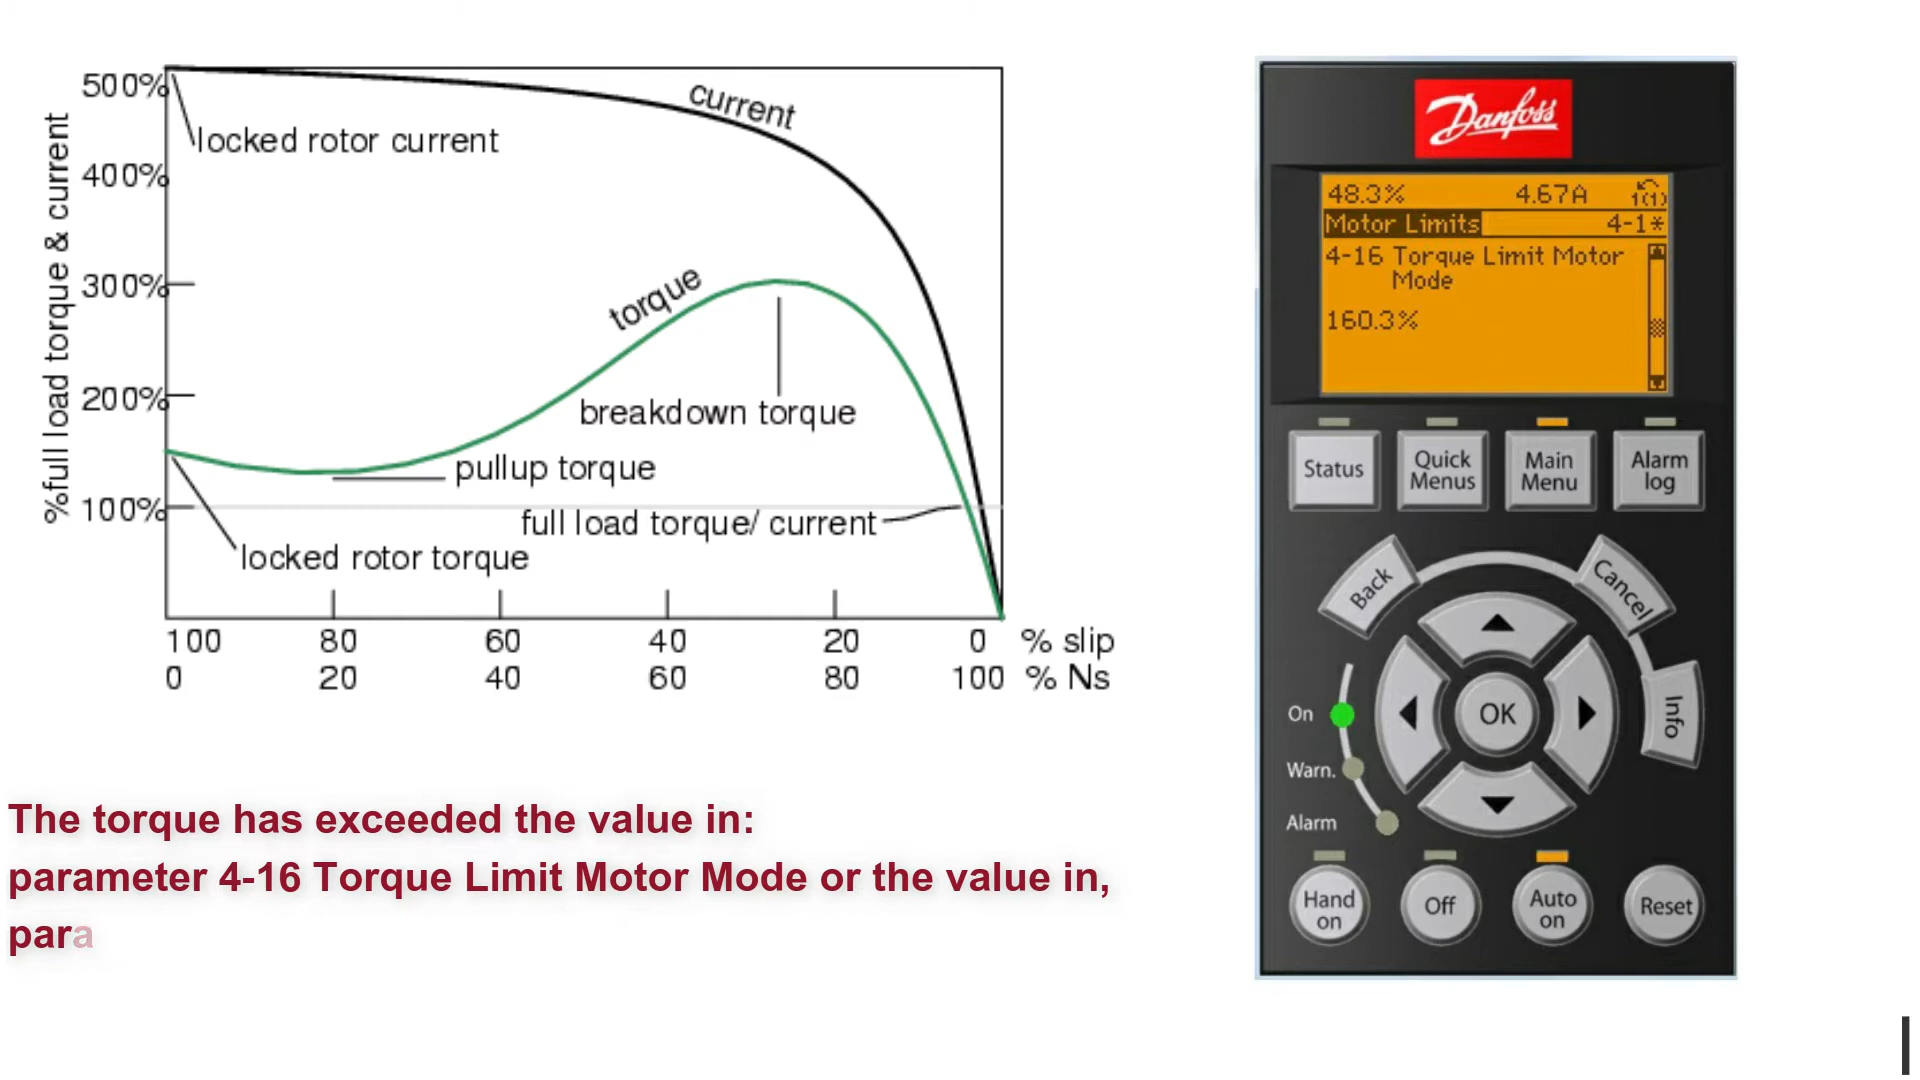 500%
400%
300%
200%
100%
%full load torque & current
current
locked rotor current
torque
breakdown torque
pullup torque
full load torque/ current
locked rotor torque
100 80 60 40 20 0 % slip
0 20 40 60 80 100 % Ns
The torque has exceeded the value in:
parameter 4-16 Torque Limit Motor Mode or the value in,
para
Danfoss
48.3% 4.67A 1(1)
Motor Limits 4-1*
4-16 Torque Limit Motor
Mode
160.3%
Status
Quick
Menus
Main
Menu
Alarm
log
Back
Cancel
Info
OK
On
Warn.
Alarm
Hand
on
Off
Auto
on
Reset